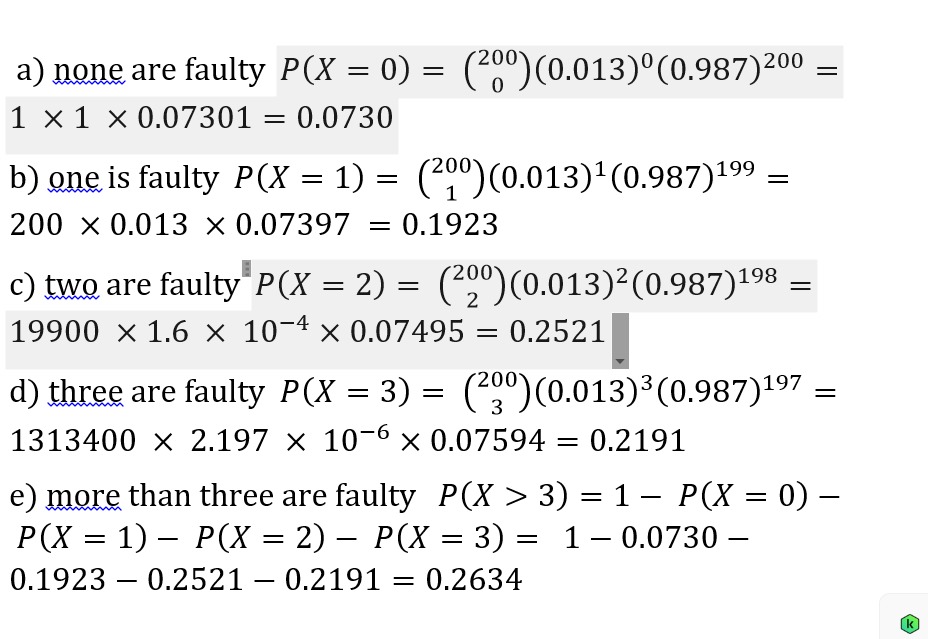 a) none are faulty P(X = 0) = (200 0)(0.013)⁰(0.987)²⁰⁰ =
1 × 1 × 0.07301 = 0.0730
b) one is faulty P(X = 1) = (200 1)(0.013)¹(0.987)¹⁹⁹ =
200 × 0.013 × 0.07397 = 0.1923
c) two are faulty P(X = 2) = (200 2)(0.013)²(0.987)¹⁹⁸ =
19900 × 1.6 × 10⁻⁴ × 0.07495 = 0.2521
d) three are faulty P(X = 3) = (200 3)(0.013)³(0.987)¹⁹⁷ =
1313400 × 2.197 × 10⁻⁶ × 0.07594 = 0.2191
e) more than three are faulty P(X > 3) = 1 − P(X = 0) −
P(X = 1) − P(X = 2) − P(X = 3) = 1 − 0.0730 −
0.1923 − 0.2521 − 0.2191 = 0.2634
k